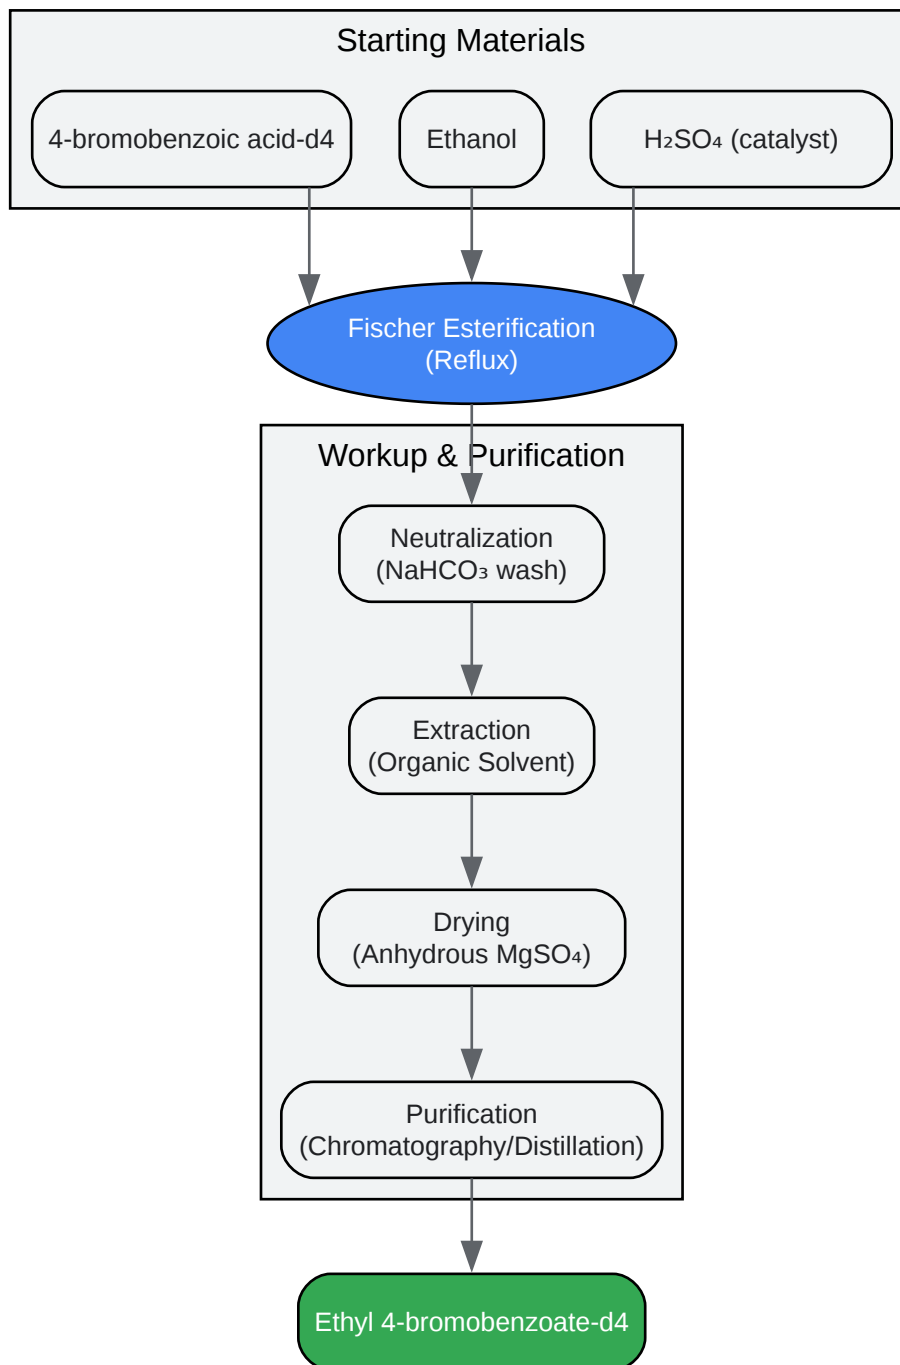 Starting Materials
4-bromobenzoic acid-d4
Ethanol
H₂SO₄ (catalyst)
Fischer Esterification
(Reflux)
Workup & Purification
Neutralization
(NaHCO₃ wash)
Extraction
(Organic Solvent)
Drying
(Anhydrous MgSO₄)
Purification
(Chromatography/Distillation)
Ethyl 4-bromobenzoate-d4